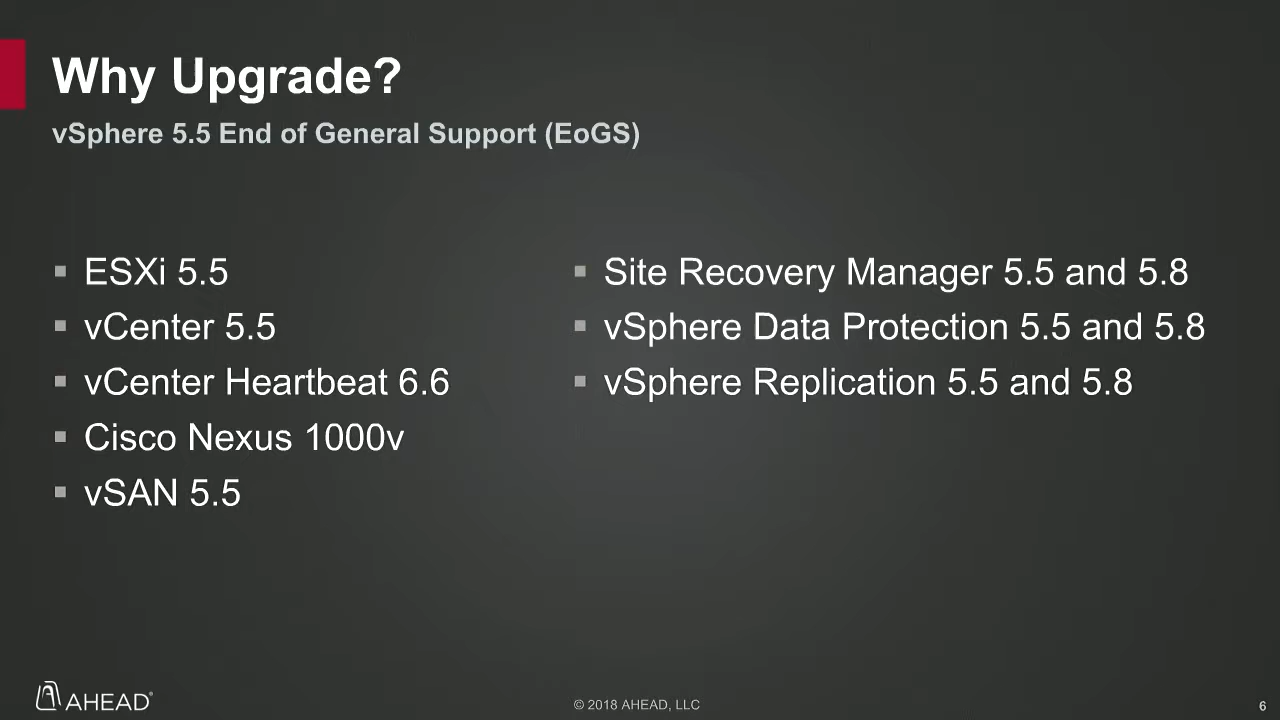 Why Upgrade?
vSphere 5.5 End of General Support (EoGS)
ESXi 5.5
vCenter 5.5
vCenter Heartbeat 6.6
Cisco Nexus 1000v
vSAN 5.5
Site Recovery Manager 5.5 and 5.8
vSphere Data Protection 5.5 and 5.8
vSphere Replication 5.5 and 5.8
AHEAD®
© 2018 AHEAD, LLC
6